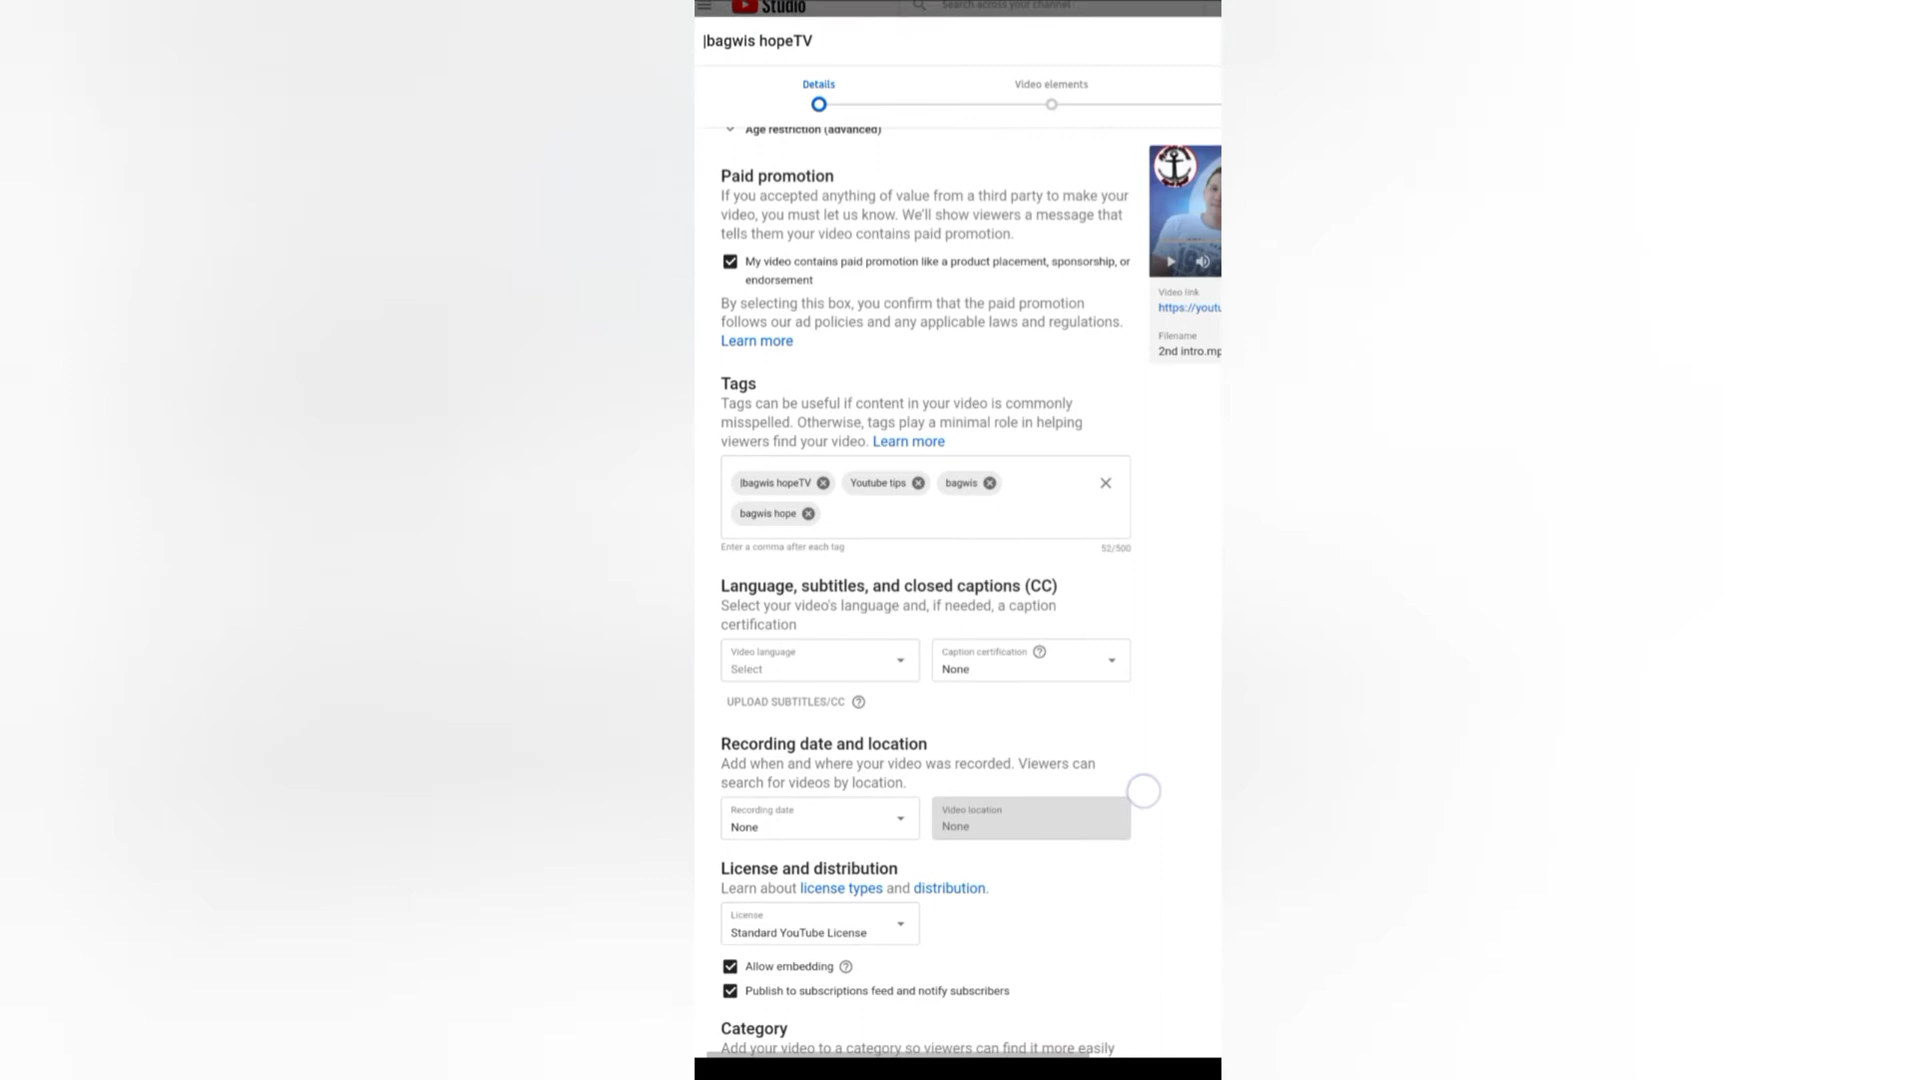 Studio
Search across your channel
|bagwis hopeTV
Details
Video elements
Age restriction (advanced)
Paid promotion
If you accepted anything of value from a third party to make your
video, you must let us know. We'll show viewers a message that
tells them your video contains paid promotion.
My video contains paid promotion like a product placement, sponsorship, or
endorsement
By selecting this box, you confirm that the paid promotion
follows our ad policies and any applicable laws and regulations.
Learn more
Video link
https://yout
Filename
2nd intro.mp
Tags
Tags can be useful if content in your video is commonly
misspelled. Otherwise, tags play a minimal role in helping
viewers find your video. Learn more
|bagwis hopeTV Youtube tips bagwis
bagwis hope
Enter a comma after each tag 52/500
Language, subtitles, and closed captions (CC)
Select your video's language and, if needed, a caption
certification
Video language
Select
Caption certification
None
UPLOAD SUBTITLES/CC
Recording date and location
Add when and where your video was recorded. Viewers can
search for videos by location.
Recording date
None
Video location
None
License and distribution
Learn about license types and distribution.
License
Standard YouTube License
Allow embedding
Publish to subscriptions feed and notify subscribers
Category
Add your video to a category so viewers can find it more easily